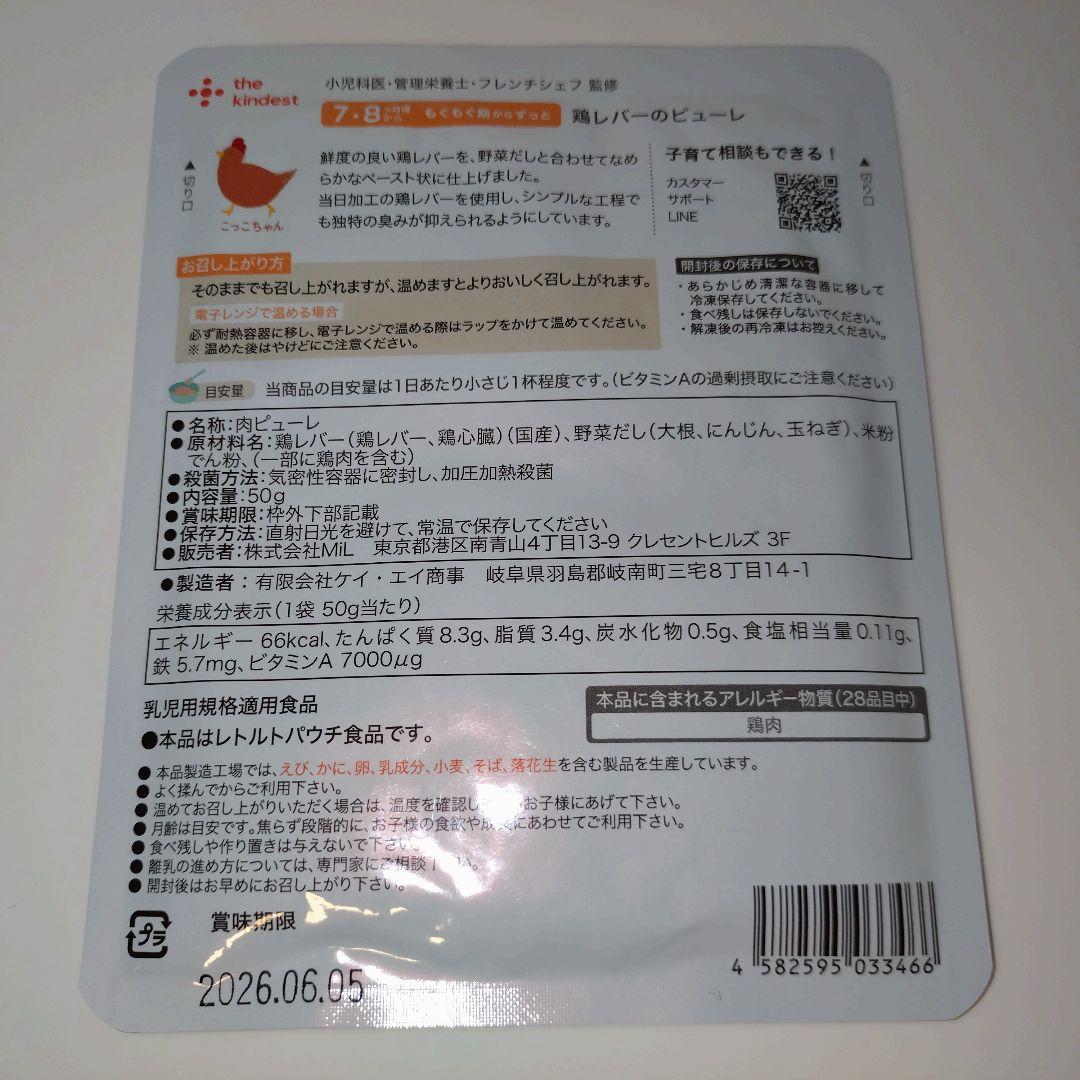 the
kindest
小児科医・管理栄養士・フレンチシェフ 監修
7・8ヶ月頃から もぐもぐ期からずっと 鶏レバーのピューレ
▲切り口
こっこちゃん
鮮度の良い鶏レバーを、野菜だしと合わせてなめ
らかなペースト状に仕上げました。
当日加工の鶏レバーを使用し、シンプルな工程で
も独特の臭みが抑えられるようにしています。
子育て相談もできる！
カスタマー
サポート
LINE
▲切り口
お召し上がり方
そのままでも召し上がれますが、温めますとよりおいしく召し上がれます。
電子レンジで温める場合
必ず耐熱容器に移し、電子レンジで温める際はラップをかけて温めてください。
※ 温めた後はやけどにご注意ください。
開封後の保存について
・あらかじめ清潔な容器に移して
冷凍保存してください。
・食べ残しは保存しないでください。
・解凍後の再冷凍はお控えください。
目安量 当商品の目安量は1日あたり小さじ1杯程度です。（ビタミンAの過剰摂取にご注意ください）
●名称：肉ピューレ
●原材料名：鶏レバー（鶏レバー、鶏心臓）（国産）、野菜だし（大根、にんじん、玉ねぎ）、米粉
でん粉、（一部に鶏肉を含む）
●殺菌方法：気密性容器に密封し、加圧加熱殺菌
●内容量：50g
●賞味期限：枠外下部記載
●保存方法：直射日光を避けて、常温で保存してください
●販売者：株式会社MiL 東京都港区南青山4丁目13-9 クレセントヒルズ 3F
●製造者：有限会社ケイ・エイ商事 岐阜県羽島郡岐南町三宅8丁目14-1
栄養成分表示（1袋 50g当たり）
エネルギー 66kcal、たんぱく質8.3g、脂質3.4g、炭水化物0.5g、食塩相当量0.11g、
鉄5.7mg、ビタミンA 7000μg
乳児用規格適用食品
●本品はレトルトパウチ食品です。
本品に含まれるアレルギー物質（28品目中）
鶏肉
●本品製造工場では、えび、かに、卵、乳成分、小麦、そば、落花生を含む製品を生産しています。
●よく揉んでからご利用下さい。
●温めてお召し上がりいただく場合は、温度を確認し お子様にあげて下さい。
●月齢は目安です。焦らず段階的に、お子様の食欲や成長にあわせてご利用下さい。
●食べ残しや作り置きは与えないで下さい。
●離乳の進め方については、専門家にご相談下さい。
●開封後はお早めにお召し上がり下さい。
プラ
賞味期限
2026.06.05
4 582595 033466